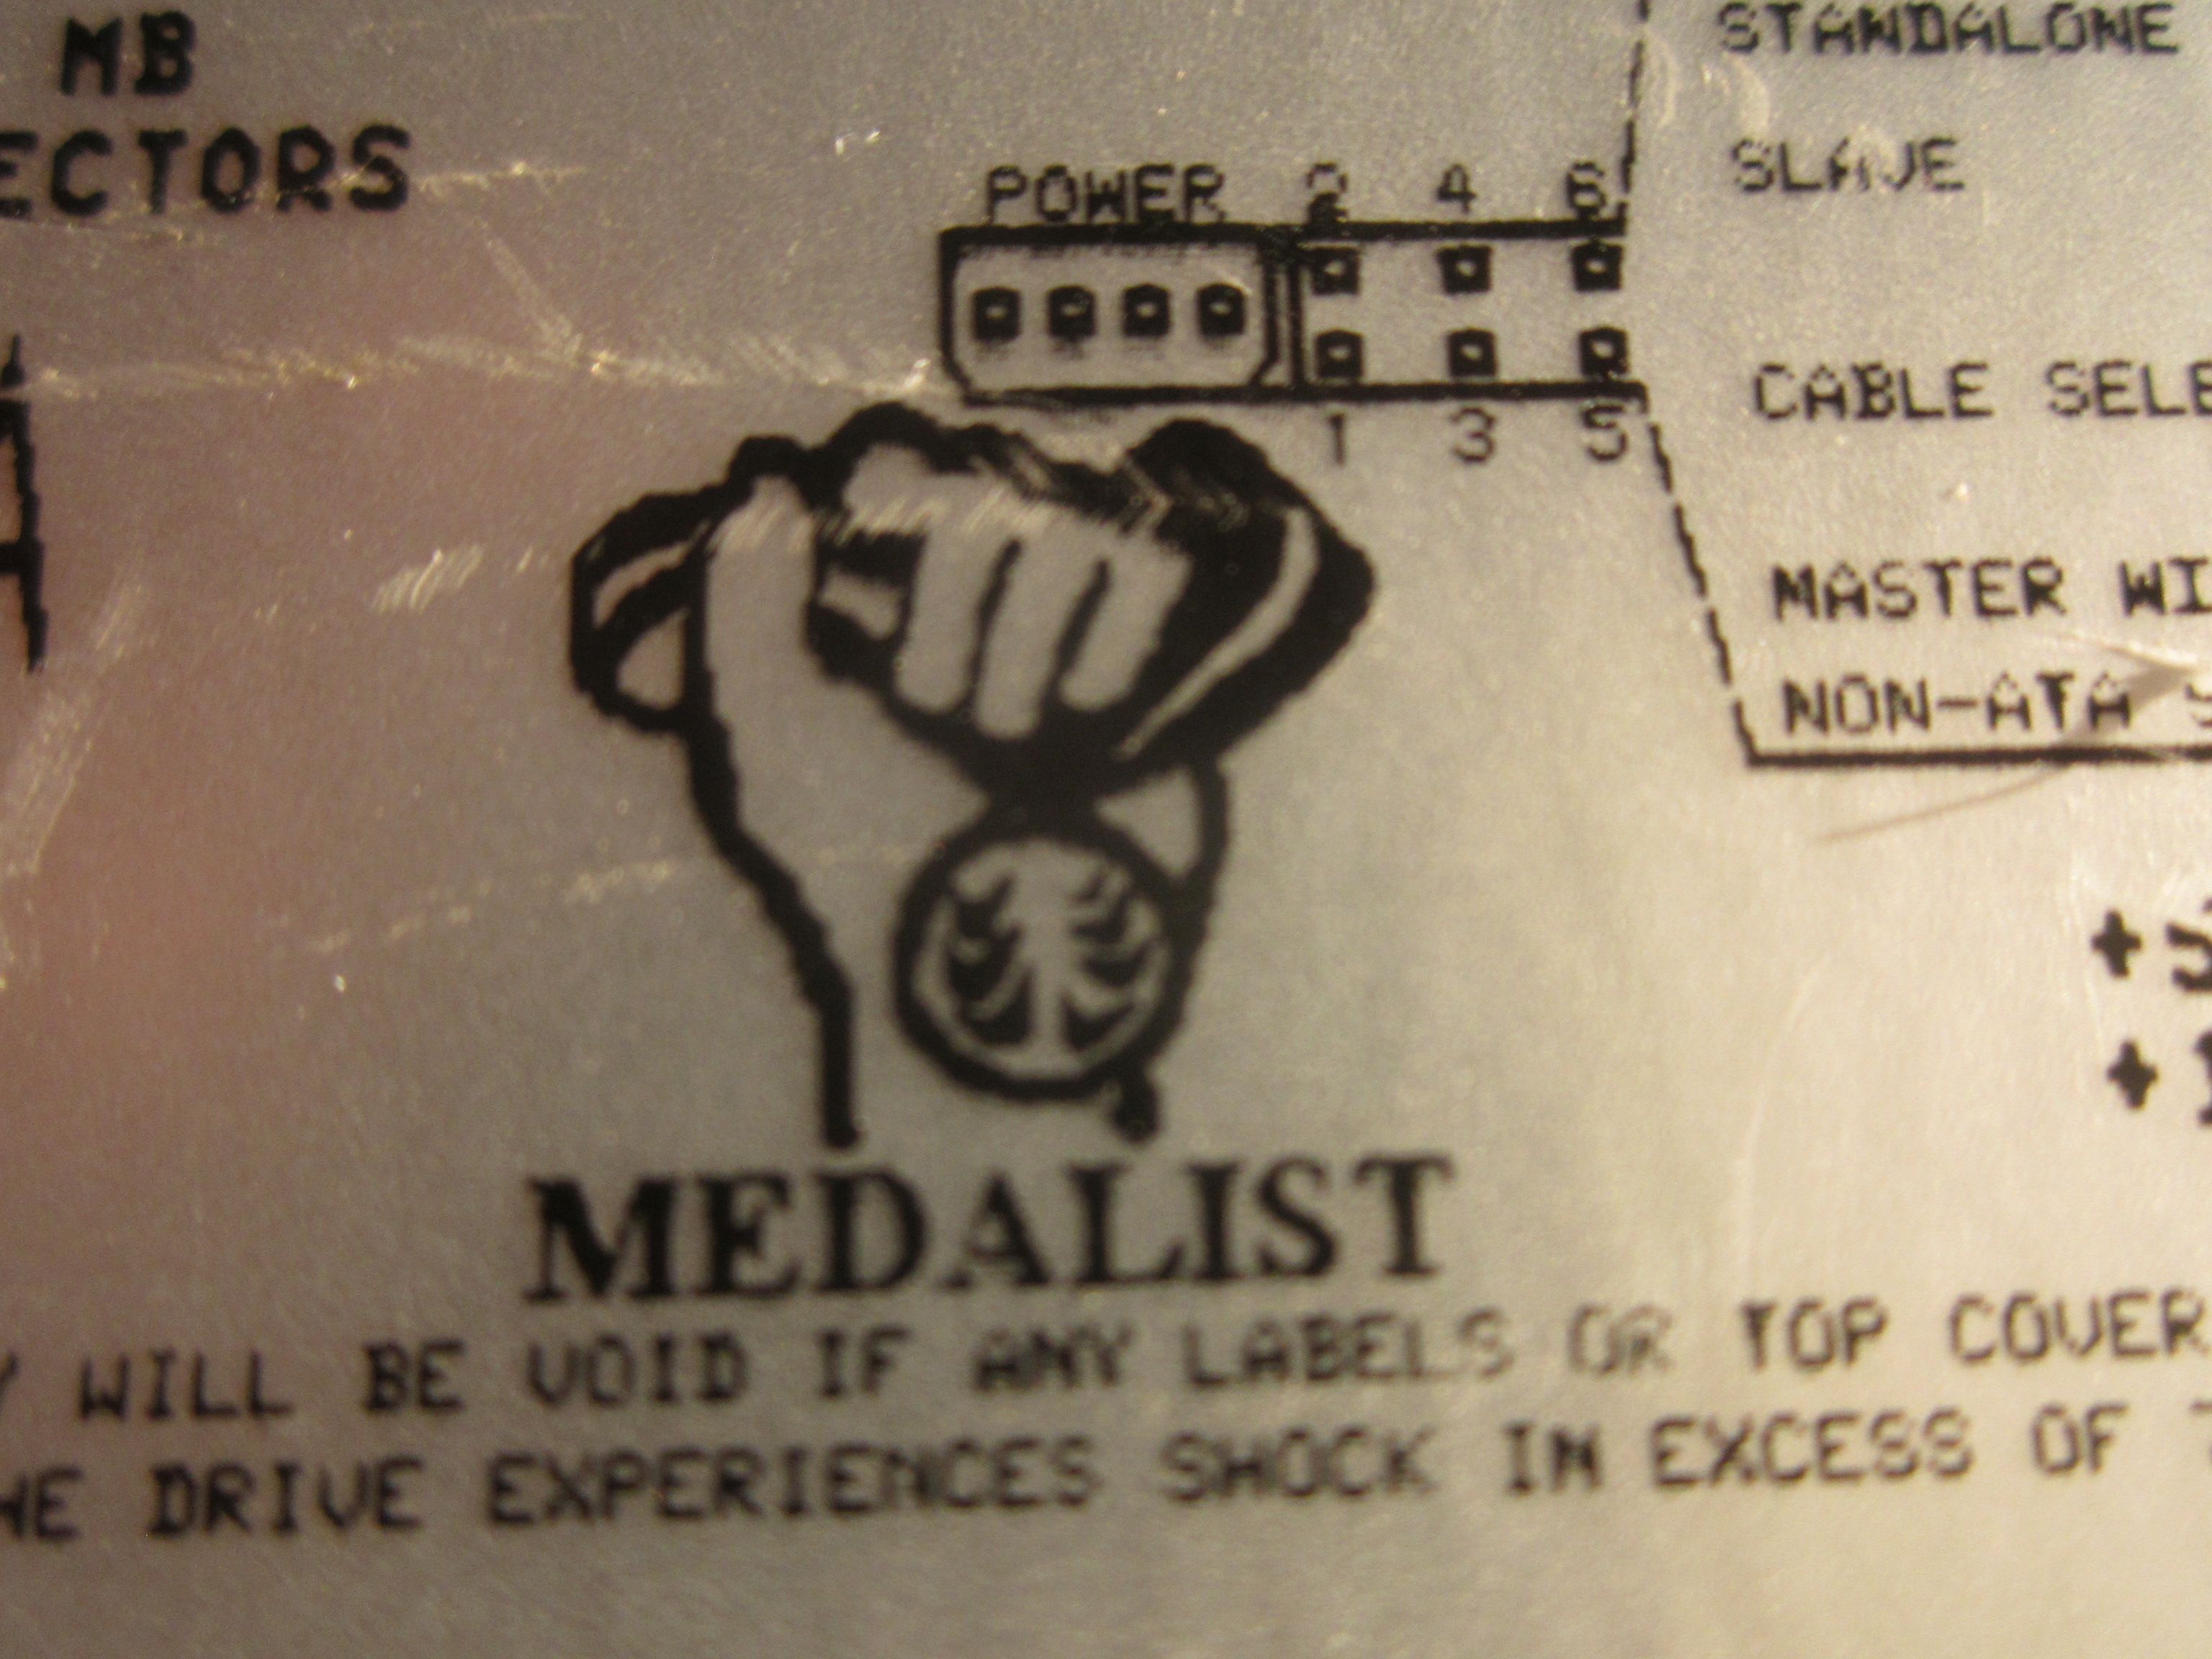 MB
ECTORS
STANDALONE
SLAVE
POWER 2 4 6
1 3 5
CABLE SELE
MASTER WI
NON-ATA
+
+
MEDALIST
WILL BE VOID IF ANY LABELS OR TOP COVER
HE DRIVE EXPERIENCES SHOCK IN EXCESS OF